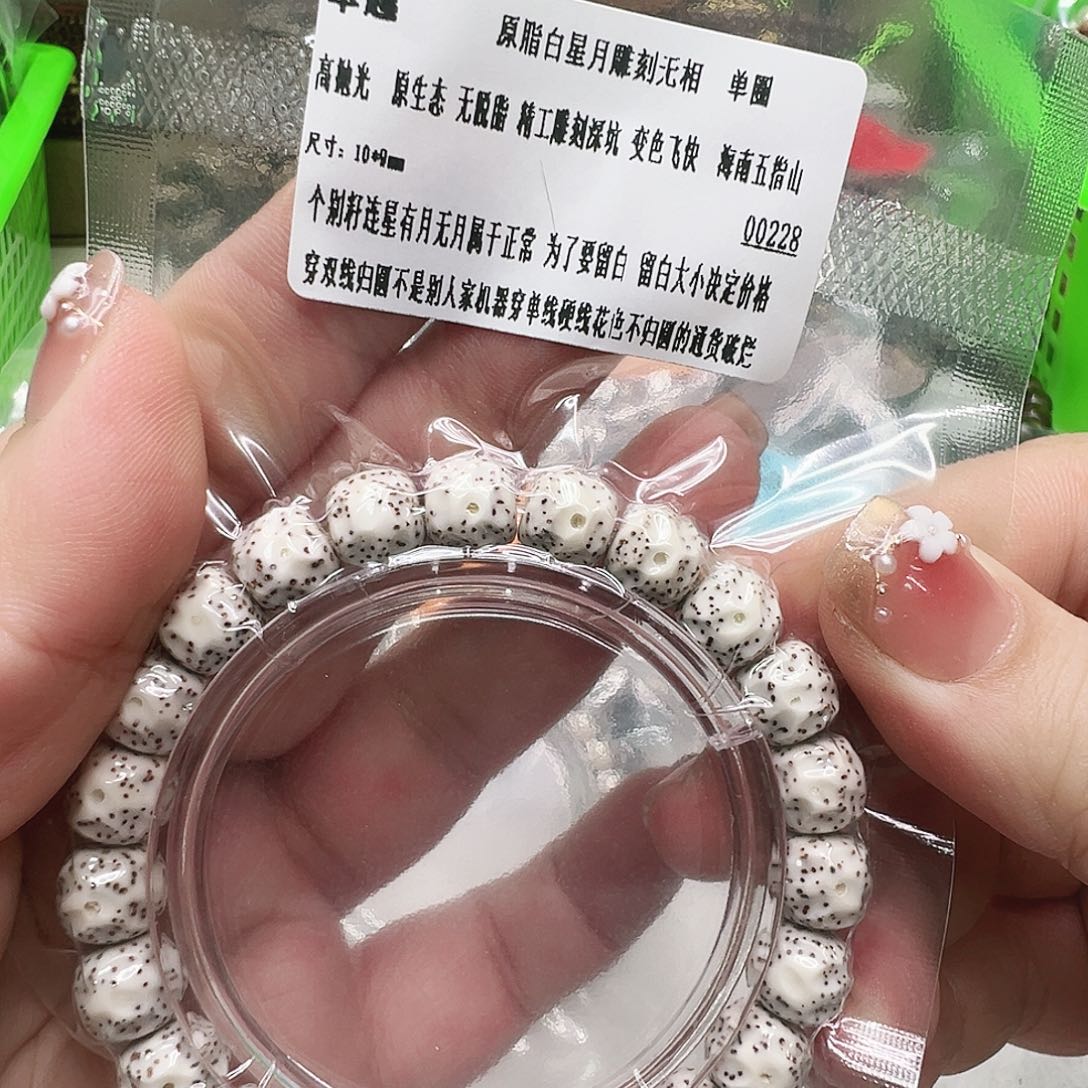 原脂白星月雕刻无相 单圈
高抛光 原生态 无脱脂 精工雕刻深坑 变色飞快 海南五指山
尺寸：10*9mm
00228
个别籽连星有月无月属于正常 为了要留白 留白大小决定价格
穿双线归圆不是别人家机器穿单线硬线花色不归圆的通货破烂